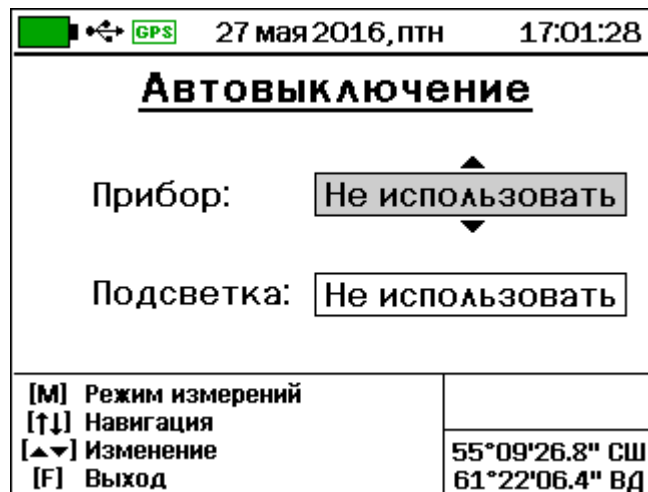 GPS 27 мая 2016, птн 17:01:28
Автовыключение
Прибор: Не использовать
Подсветка: Не использовать
[M] Режим измерений
[↑↓] Навигация
[▲▼] Изменение
[F] Выход
55°09'26.8" СШ
61°22'06.4" ВД